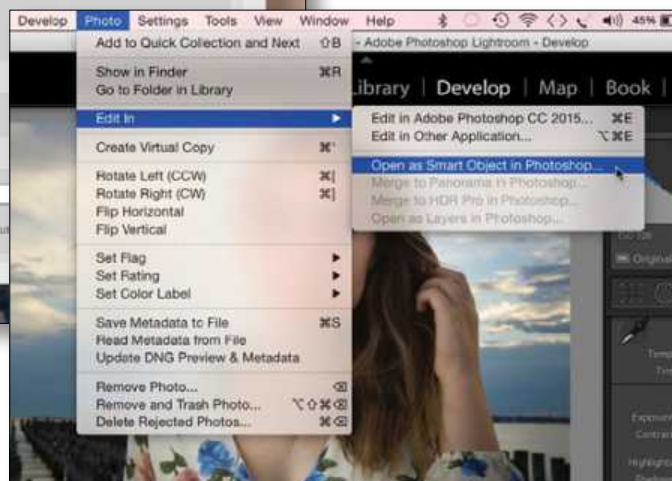 Develop Photo Settings Tools View Window Help 45%
- Adobe Photoshop Lightroom - Develop
Library | Develop | Map | Book |
Add to Quick Collection and Next ⇧B
Show in Finder ⌘R
Go to Folder in Library
Edit In ▶
Create Virtual Copy ⌘'
Rotate Left (CCW) ⌘[
Rotate Right (CW) ⌘]
Flip Horizontal
Flip Vertical
Set Flag ▶
Set Rating ▶
Set Color Label ▶
Save Metadata to File ⌘S
Read Metadata from File
Update DNG Preview & Metadata
Remove Photo... ⌫
Remove and Trash Photo... ⌥⇧⌘⌫
Delete Rejected Photos... ⌘⌫
Edit in Adobe Photoshop CC 2015... ⌘E
Edit in Other Application... ⌥⌘E
Open as Smart Object in Photoshop...
Merge to Panorama in Photoshop...
Merge to HDR Pro in Photoshop...
Open as Layers in Photoshop...
Original
Temp
Exposure
Contrast
Highlights